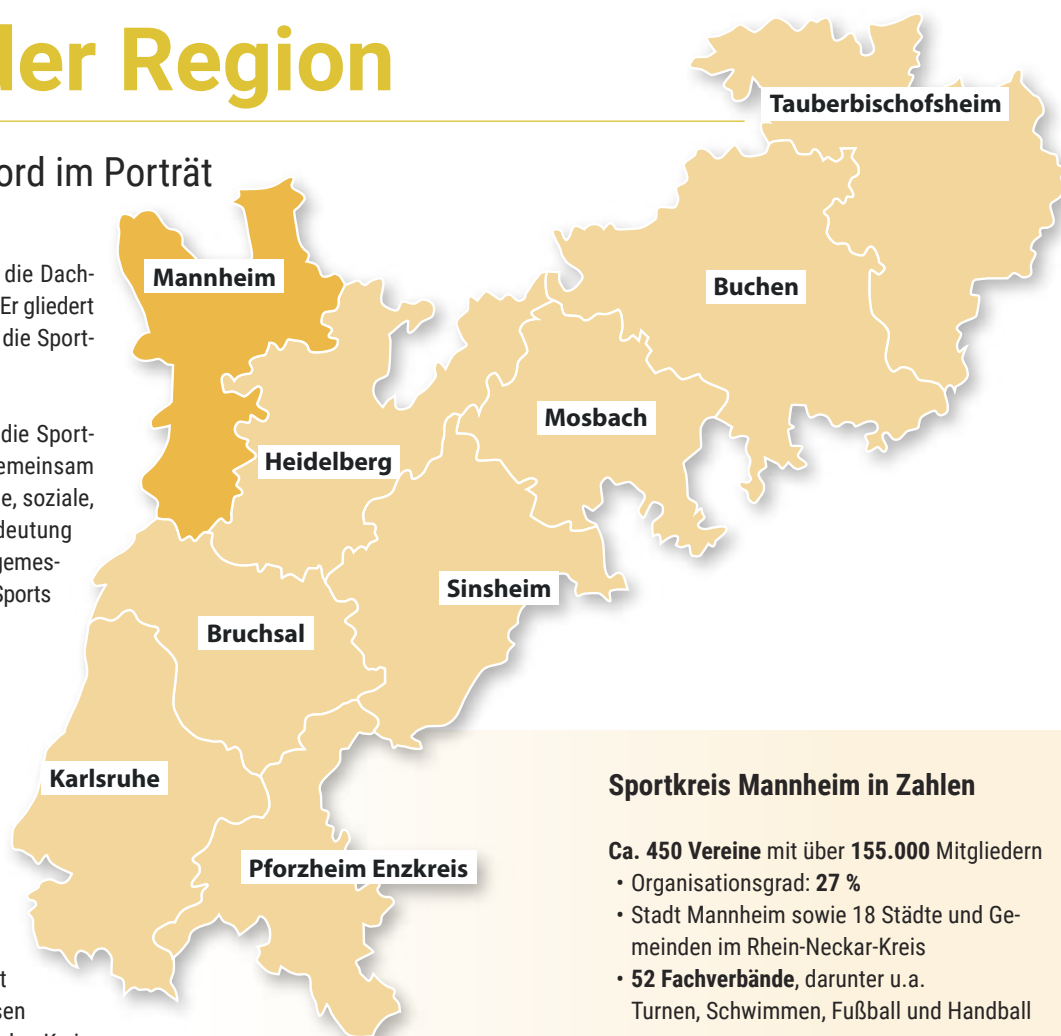 der Region
ord im Porträt
die Dach-
Er gliedert
die Sport-
die Sport-
emeinsam
e, soziale,
deutung
gemes-
Sports
t
sen
Tauberbischofsheim
Mannheim
Buchen
Mosbach
Heidelberg
Sinsheim
Bruchsal
Karlsruhe
Pforzheim Enzkreis
Sportkreis Mannheim in Zahlen
Ca. 450 Vereine mit über 155.000 Mitgliedern
• Organisationsgrad: 27 %
• Stadt Mannheim sowie 18 Städte und Ge-
meinden im Rhein-Neckar-Kreis
• 52 Fachverbände, darunter u.a.
Turnen, Schwimmen, Fußball und Handball